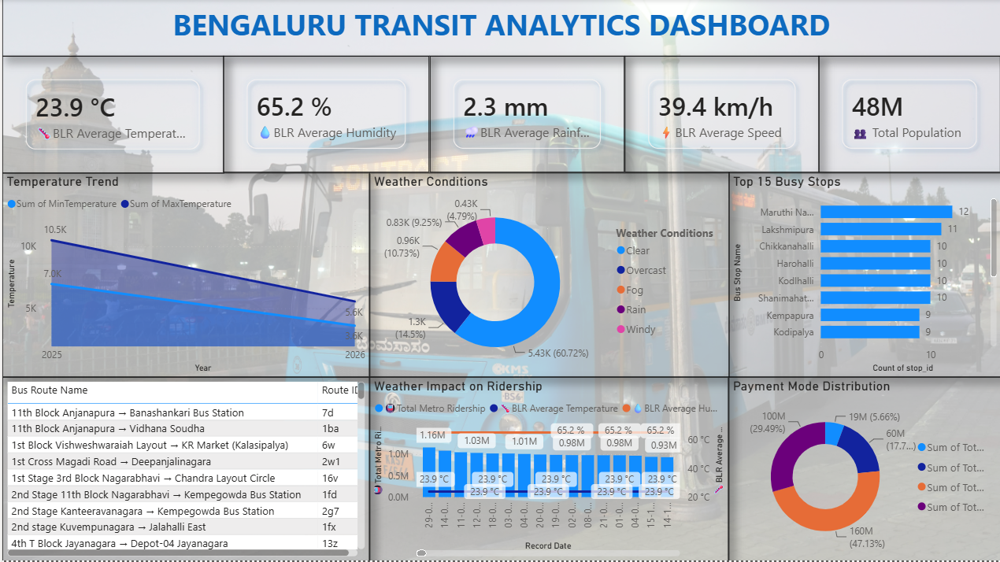 BENGALURU TRANSIT ANALYTICS DASHBOARD
23.9 °C
BLR Average Temperat...
65.2 %
BLR Average Humidity
2.3 mm
BLR Average Rainf...
39.4 km/h
BLR Average Speed
48M
Total Population
Temperature Trend
Sum of MinTemperature
Sum of MaxTemperature
Temperature
10K
5K
10.5K
7.0K
5.6K
3.6K
2025
2026
Year
Weather Conditions
0.43K
(4.79%)
0.83K (9.25%)
0.96K
(10.73%)
1.3K
(14.5%)
5.43K (60.72%)
Weather Conditions
Clear
Overcast
Fog
Rain
Windy
KMS
BS4
Top 15 Busy Stops
Bus Stop Name
Maruthi Na... 12
Lakshmipura 11
Chikkanahalli 10
Harohalli 10
Kodlhalli 10
Shanimahat... 10
Kempapura 9
Kodipalya 9
0 10
Count of stop_id
Bus Route Name Route ID
11th Block Anjanapura → Banashankari Bus Station 7d
11th Block Anjanapura → Vidhana Soudha 1ba
1st Block Vishweshwaraiah Layout → KR Market (Kalasipalya) 6w
1st Cross Magadi Road → Deepanjalinagara 2w1
1st Stage 3rd Block Nagarabhavi → Chandra Layout Circle 16v
2nd Stage 11th Block Nagarabhavi → Kempegowda Bus Station 1fd
2nd Stage Kanteeravanagara → Kempegowda Bus Station 2g7
2nd stage Kuvempunagara → Jalahalli East 1fx
4th T Block Jayanagara → Depot-04 Jayanagara 13z
Weather Impact on Ridership
Total Metro Ridership
BLR Average Temperature
BLR Average Hu...
Total Metro Ri...
1.0M
0.5M
0.0M
1.16M
1.03M
1.01M
65.2 % 65.2 % 65.2 %
0.98M 0.98M 0.93M
23.9 °C 23.9 °C 23.9 °C 23.9 °C 23.9 °C
23.9 °C 23.9 °C 23.9 °C 23.9 °C
60 °C
40 °C
20 °C
BLR Average ...
29-0... 14-0... 11-0... 12-0... 18-0... 03-0... 04-0... 20-0... 19-0... 02-0... 08-0... 21-0... 01-0... 04-0... 15-1... 14-1...
Record Date
Payment Mode Distribution
100M
(29.49%)
19M (5.66%)
60M
(17.7...)
160M
(47.13%)
Sum of Tot...
Sum of Tot...
Sum of Tot...
Sum of Tot...